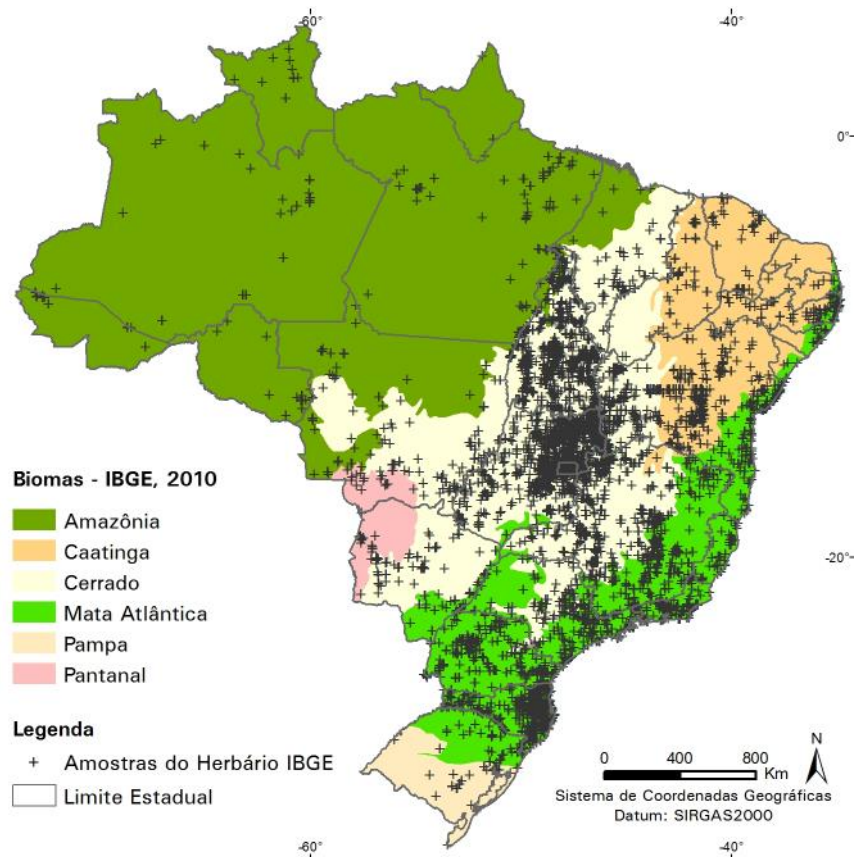 -60°
-40°
0°
-20°
Biomas - IBGE, 2010
Amazônia
Caatinga
Cerrado
Mata Atlântica
Pampa
Pantanal
Legenda
+ Amostras do Herbário IBGE
Limite Estadual
N
0 400 800 Km
Sistema de Coordenadas Geográficas
Datum: SIRGAS2000
-60°
-40°